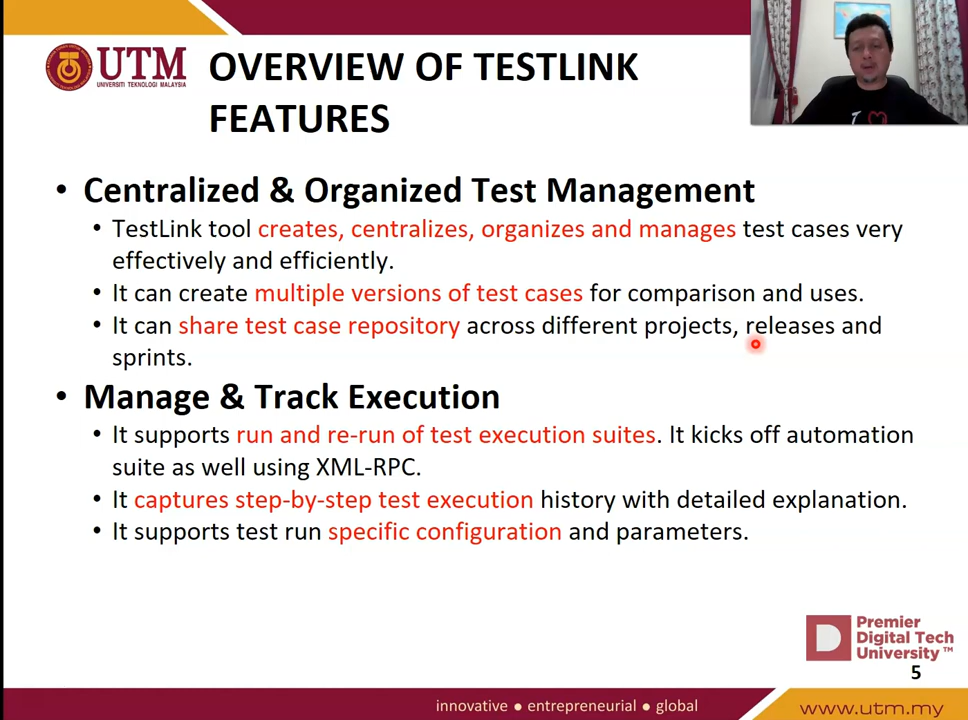 UTM
UNIVERSITI TEKNOLOGI MALAYSIA
OVERVIEW OF TESTLINK
FEATURES
• Centralized & Organized Test Management
• TestLink tool creates, centralizes, organizes and manages test cases very
effectively and efficiently.
• It can create multiple versions of test cases for comparison and uses.
• It can share test case repository across different projects, releases and
sprints.
• Manage & Track Execution
• It supports run and re-run of test execution suites. It kicks off automation
suite as well using XML-RPC.
• It captures step-by-step test execution history with detailed explanation.
• It supports test run specific configuration and parameters.
I
D
Premier
Digital Tech
University™
5
innovative ● entrepreneurial ● global
www.utm.my